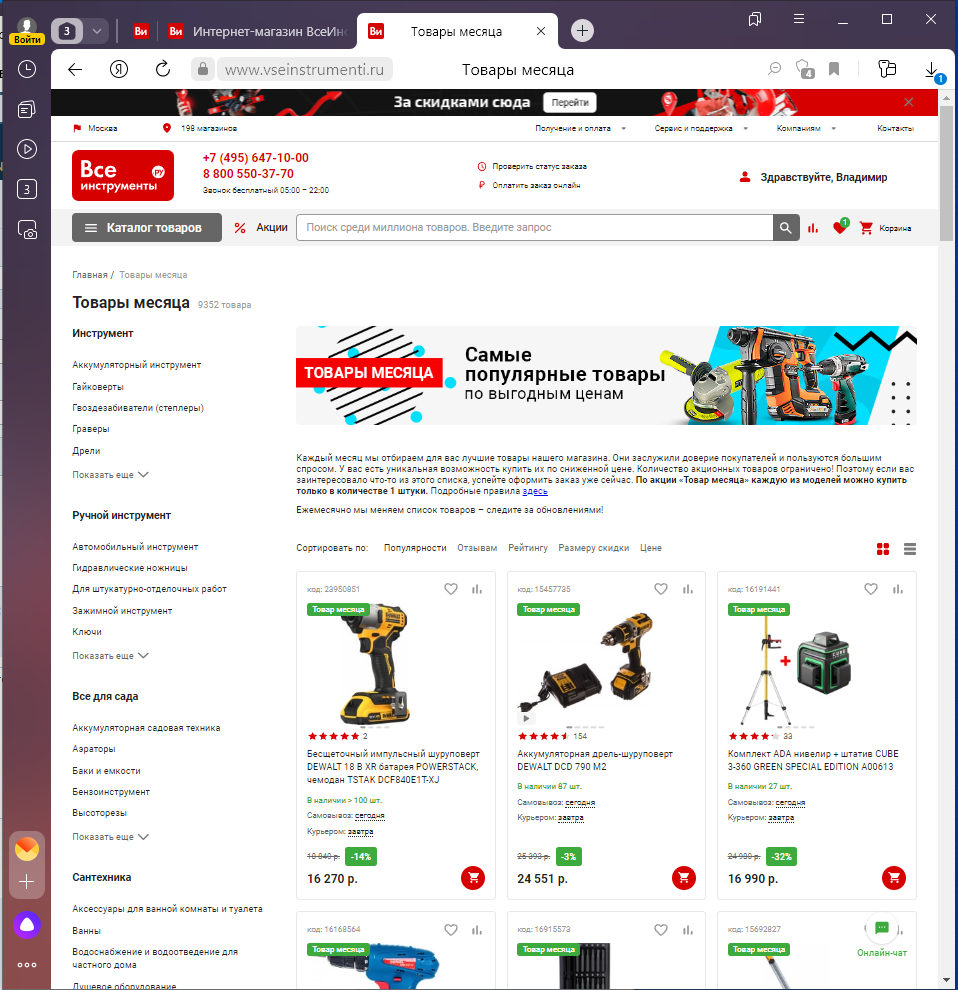 Войти
3
Ви
Ви Интернет-магазин ВсеИн
Ви Товары месяца
Я
www.vseinstrumenti.ru
Товары месяца
4
1
3
За скидками сюда
Перейти
Москва
198 магазинов
Получение и оплата
Сервис и поддержка
Компаниям
Контакты
Все ру
инструменты
+7 (495) 647-10-00
8 800 550-37-70
Звонок бесплатный 05:00 – 22:00
Проверить статус заказа
Оплатить заказ онлайн
Здравствуйте, Владимир
Каталог товаров
% Акции
Поиск среди миллиона товаров. Введите запрос
1
Корзина
Главная / Товары месяца
Товары месяца 9352 товара
Инструмент
Аккумуляторный инструмент
Гайковерты
Гвоздезабиватели (степлеры)
Граверы
Дрели
Показать еще
Ручной инструмент
Автомобильный инструмент
Гидравлические ножницы
Для штукатурно-отделочных работ
Зажимной инструмент
Ключи
Показать еще
Все для сада
Аккумуляторная садовая техника
Аэраторы
Баки и емкости
Бензоинструмент
Высоторезы
Показать еще
Сантехника
Аксессуары для ванной комнаты и туалета
Ванны
Водоснабжение и водоотведение для
частного дома
Душевое оборудование
ТОВАРЫ МЕСЯЦА
Самые
популярные товары
по выгодным ценам
Каждый месяц мы отбираем для вас лучшие товары нашего магазина. Они заслужили доверие покупателей и пользуются большим
спросом. У вас есть уникальная возможность купить их по сниженной цене. Количество акционных товаров ограничено! Поэтому если вас
заинтересовало что-то из этого списка, успейте оформить заказ уже сейчас. По акции «Товар месяца» каждую из моделей можно купить
только в количестве 1 штуки. Подробные правила здесь
Ежемесячно мы меняем список товаров – следите за обновлениями!
Сортировать по: Популярности Отзывам Рейтингу Размеру скидки Цене
код: 23950851
Товар месяца
2
Бесщеточный импульсный шуруповерт
DEWALT 18 В XR батарея POWERSTACK,
чемодан TSTAK DCF840E1T-XJ
В наличии > 100 шт.
Самовывоз: сегодня
Курьером: завтра
18 840 р. -14%
16 270 р.
код: 15457735
Товар месяца
154
Аккумуляторная дрель-шуруповерт
DEWALT DCD 790 M2
В наличии 87 шт.
Самовывоз: сегодня
Курьером: завтра
25 393 р. -3%
24 551 р.
код: 16191441
Товар месяца
CUBE
33
Комплект ADA нивелир + штатив CUBE
3-360 GREEN SPECIAL EDITION А00613
В наличии 27 шт.
Самовывоз: сегодня
Курьером: завтра
24 980 р. -32%
16 990 р.
код: 16168564
Товар месяца
код: 16915573
Товар месяца
код: 15692827
Товар месяца
Онлайн-чат